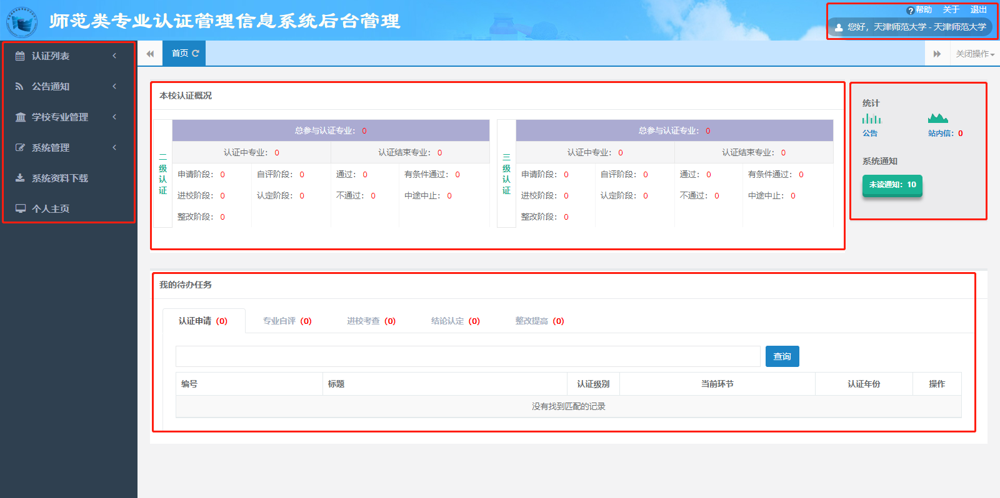 师范类专业认证管理信息系统后台管理
帮助 关于 退出
您好，天津师范大学 - 天津师范大学
认证列表
公告通知
学校专业管理
系统管理
系统资料下载
个人主页
首页
关闭操作
本校认证概况
二级认证
总参与认证专业： 0
认证中专业： 0 认证结束专业： 0
申请阶段： 0 自评阶段： 0 通过： 0 有条件通过： 0
进校阶段： 0 认定阶段： 0 不通过： 0 中途中止： 0
整改阶段： 0
三级认证
总参与认证专业： 0
认证中专业： 0 认证结束专业： 0
申请阶段： 0 自评阶段： 0 通过： 0 有条件通过： 0
进校阶段： 0 认定阶段： 0 不通过： 0 中途中止： 0
整改阶段： 0
统计
公告 站内信：0
系统通知
未读通知：10
我的待办任务
认证申请 (0) 专业自评 (0) 进校考查 (0) 结论认定 (0) 整改提高 (0)
查询
编号 标题 认证级别 当前环节 认证年份 操作
没有找到匹配的记录